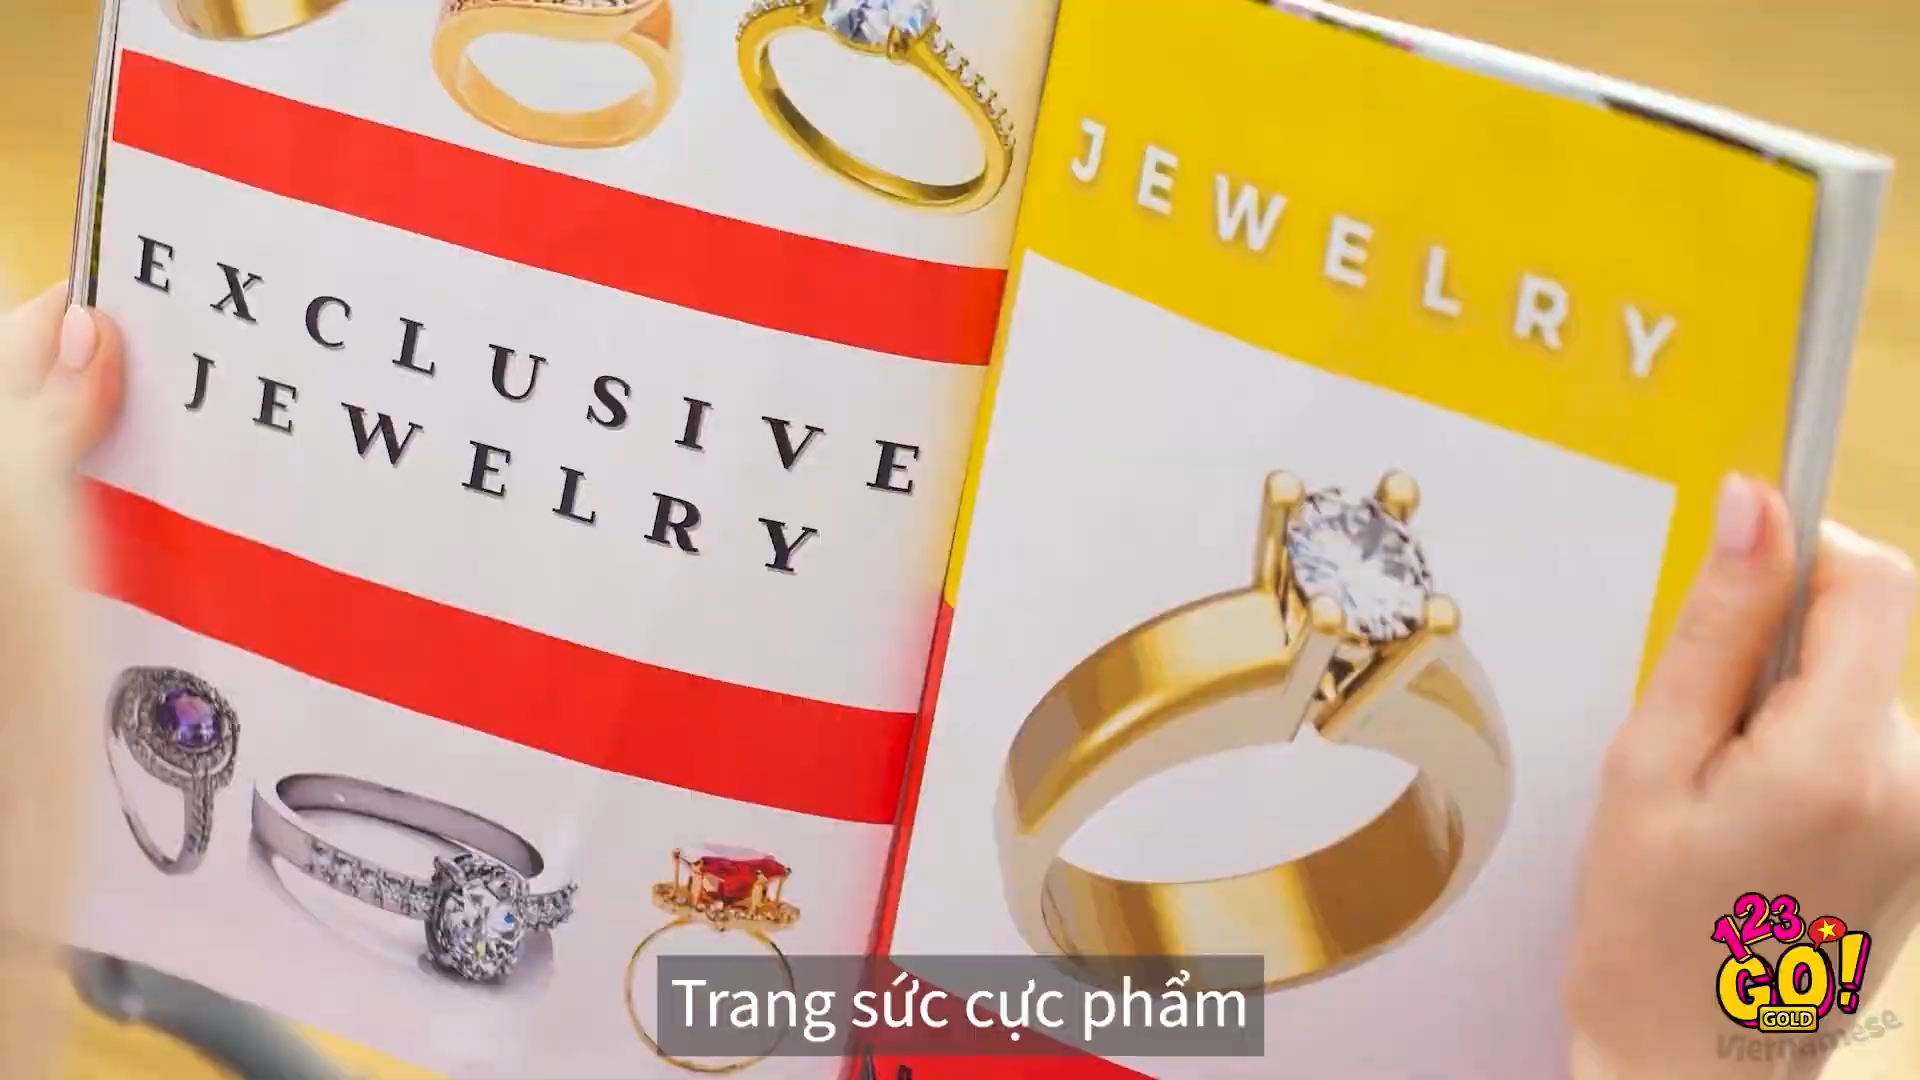 EXCLUSIVE
JEWELRY
JEWELRY
Trang sức cực phẩm
123
GO!
GOLD
Vietnamese